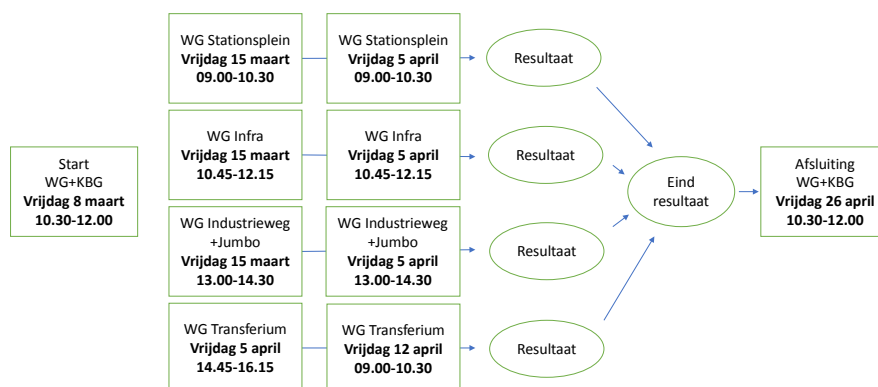 Start
WG+KBG
Vrijdag 8 maart
10.30-12.00
WG Stationsplein
Vrijdag 15 maart
09.00-10.30
WG Stationsplein
Vrijdag 5 april
09.00-10.30
Resultaat
WG Infra
Vrijdag 15 maart
10.45-12.15
WG Infra
Vrijdag 5 april
10.45-12.15
Resultaat
WG Industrieweg
+Jumbo
Vrijdag 15 maart
13.00-14.30
WG Industrieweg
+Jumbo
Vrijdag 5 april
13.00-14.30
Resultaat
WG Transferium
Vrijdag 5 april
14.45-16.15
WG Transferium
Vrijdag 12 april
09.00-10.30
Resultaat
Eind
resultaat
Afsluiting
WG+KBG
Vrijdag 26 april
10.30-12.00